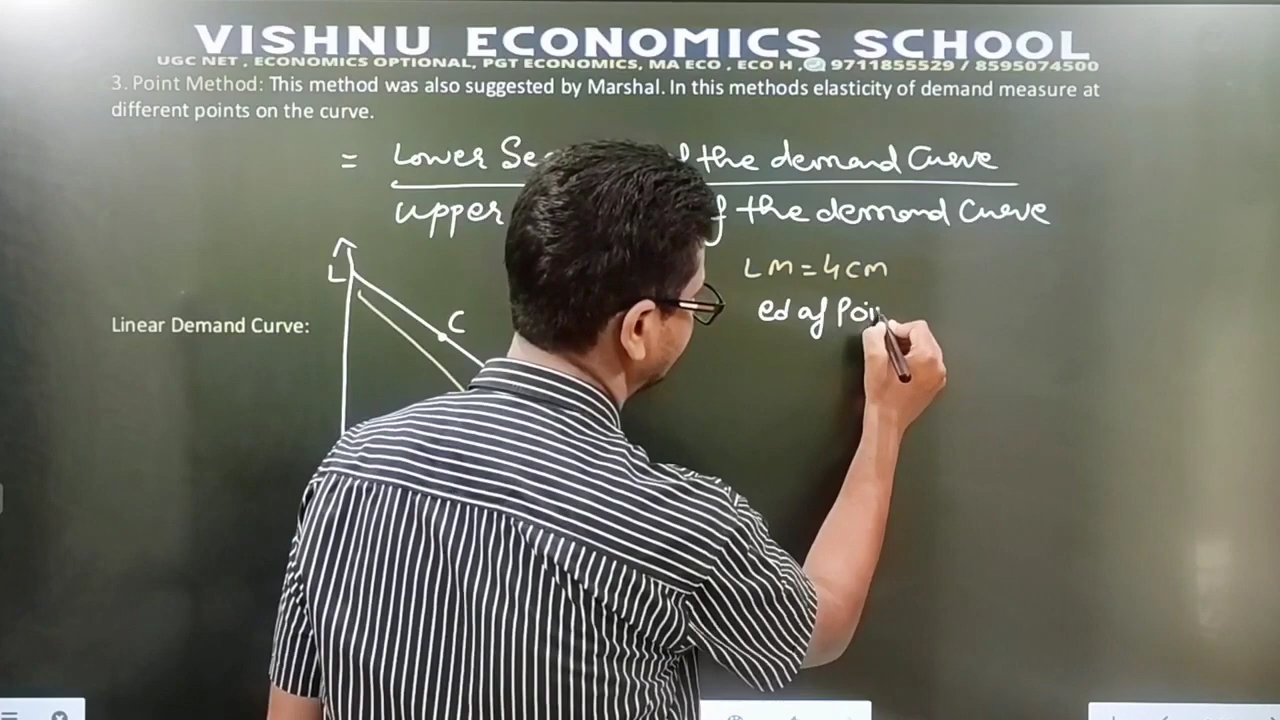 VISHNU ECONOMICS SCHOOL
UGC NET , ECONOMICS OPTIONAL, PGT ECONOMICS, MA ECO , ECO H , 9711855529 / 8595074500
3. Point Method: This method was also suggested by Marshal. In this methods elasticity of demand measure at
different points on the curve.
= Lower Se the demand Curve
upper f the demand Curve
L
LM = 4cm
C
ed of Poi
Linear Demand Curve: